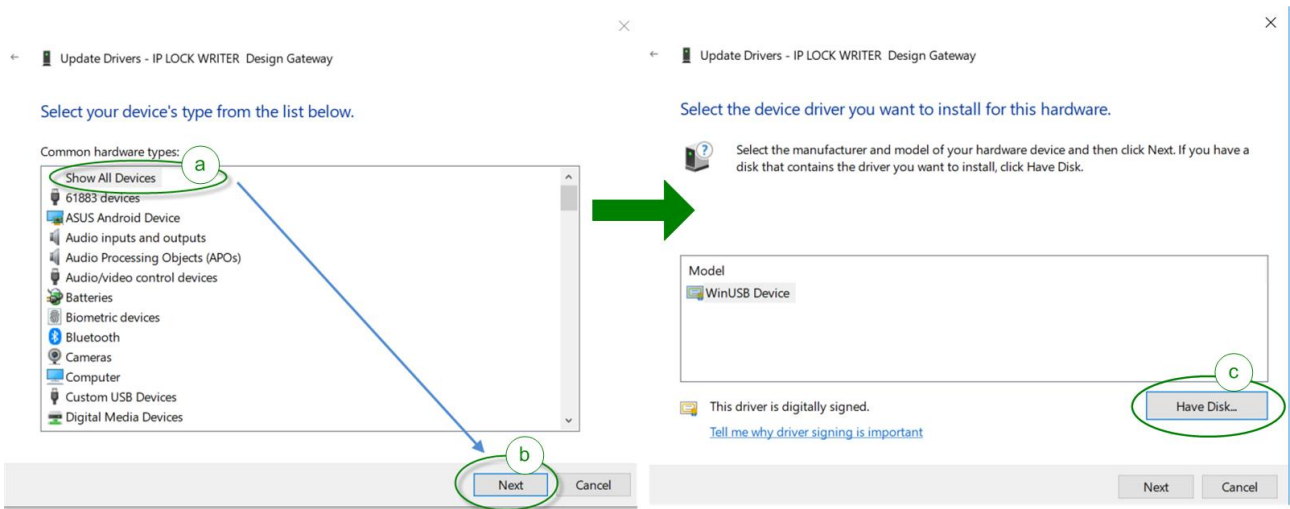 Update Drivers - IP LOCK WRITER Design Gateway
Select your device's type from the list below.
Common hardware types:
a
Show All Devices
61883 devices
ASUS Android Device
Audio inputs and outputs
Audio Processing Objects (APOs)
Audio/video control devices
Batteries
Biometric devices
Bluetooth
Cameras
Computer
Custom USB Devices
Digital Media Devices
b
Next Cancel
Update Drivers - IP LOCK WRITER Design Gateway
Select the device driver you want to install for this hardware.
Select the manufacturer and model of your hardware device and then click Next. If you have a
disk that contains the driver you want to install, click Have Disk.
Model
WinUSB Device
c
This driver is digitally signed.
Have Disk...
Tell me why driver signing is important
Next Cancel